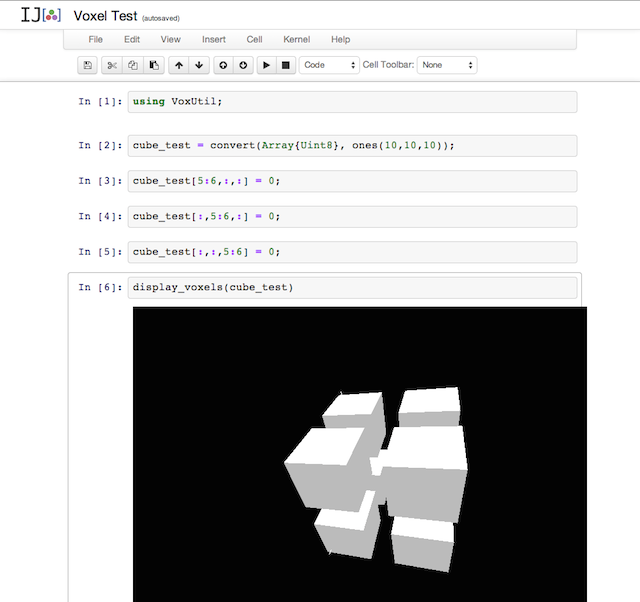 IJ[ ] Voxel Test (autosaved)
File Edit View Insert Cell Kernel Help
Code Cell Toolbar: None
In [1]: using VoxUtil;
In [2]: cube_test = convert(Array{Uint8}, ones(10,10,10));
In [3]: cube_test[5:6,:,:] = 0;
In [4]: cube_test[:,5:6,:] = 0;
In [5]: cube_test[:,:,5:6] = 0;
In [6]: display_voxels(cube_test)